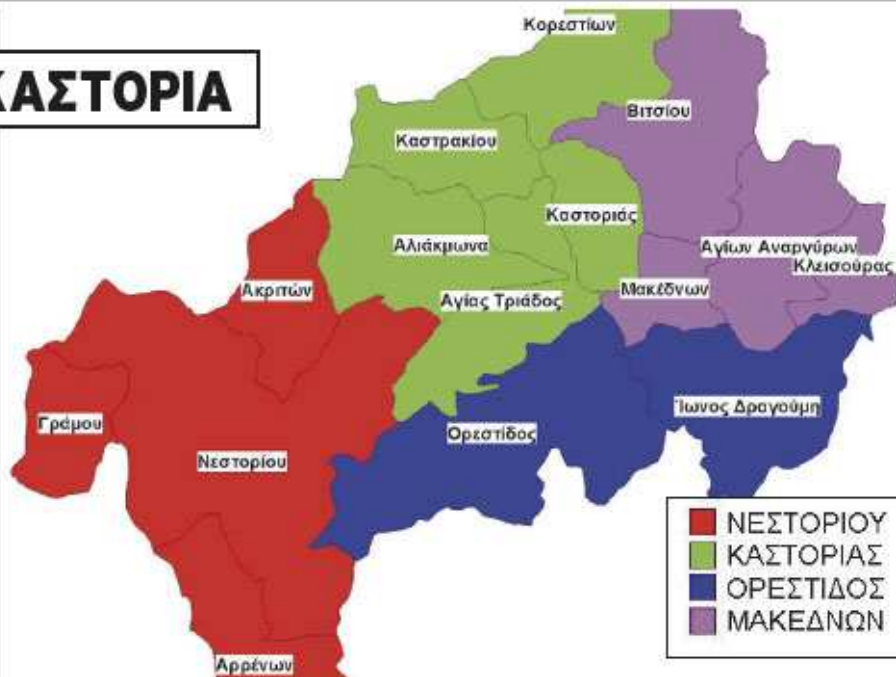 ΚΑΣΤΟΡΙΑ
Κορεστίων
Βιτσίου
Καστρακίου
Καστοριάς
Αλιάκμωνα
Αγίων Αναργύρων
Κλεισούρας
Ακριτών
Αγίας Τριάδος
Μακέδνων
Γράμου
Ορεστίδος
Ίωνος Δραγούμη
Νεστορίου
Αρρένων
ΝΕΣΤΟΡΙΟΥ
ΚΑΣΤΟΡΙΑΣ
ΟΡΕΣΤΙΔΟΣ
ΜΑΚΕΔΝΩΝ